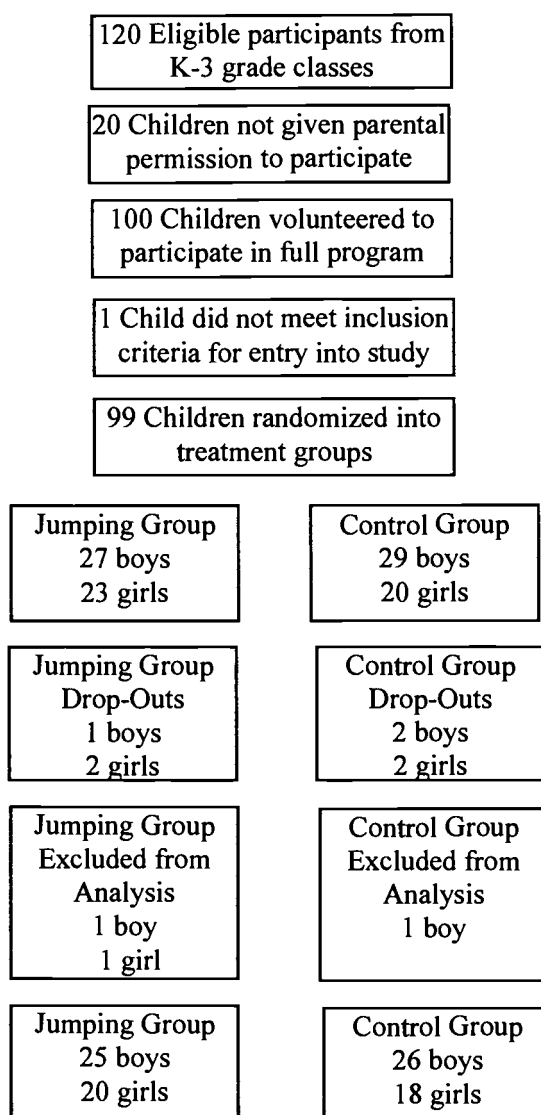 120 Eligible participants from
K-3 grade classes
20 Children not given parental
permission to participate
100 Children volunteered to
participate in full program
1 Child did not meet inclusion
criteria for entry into study
99 Children randomized into
treatment groups
Jumping Group
27 boys
23 girls
Control Group
29 boys
20 girls
Jumping Group
Drop-Outs
1 boys
2 girls
Control Group
Drop-Outs
2 boys
2 girls
Jumping Group
Excluded from
Analysis
1 boy
1 girl
Control Group
Excluded from
Analysis
1 boy
Jumping Group
25 boys
20 girls
Control Group
26 boys
18 girls